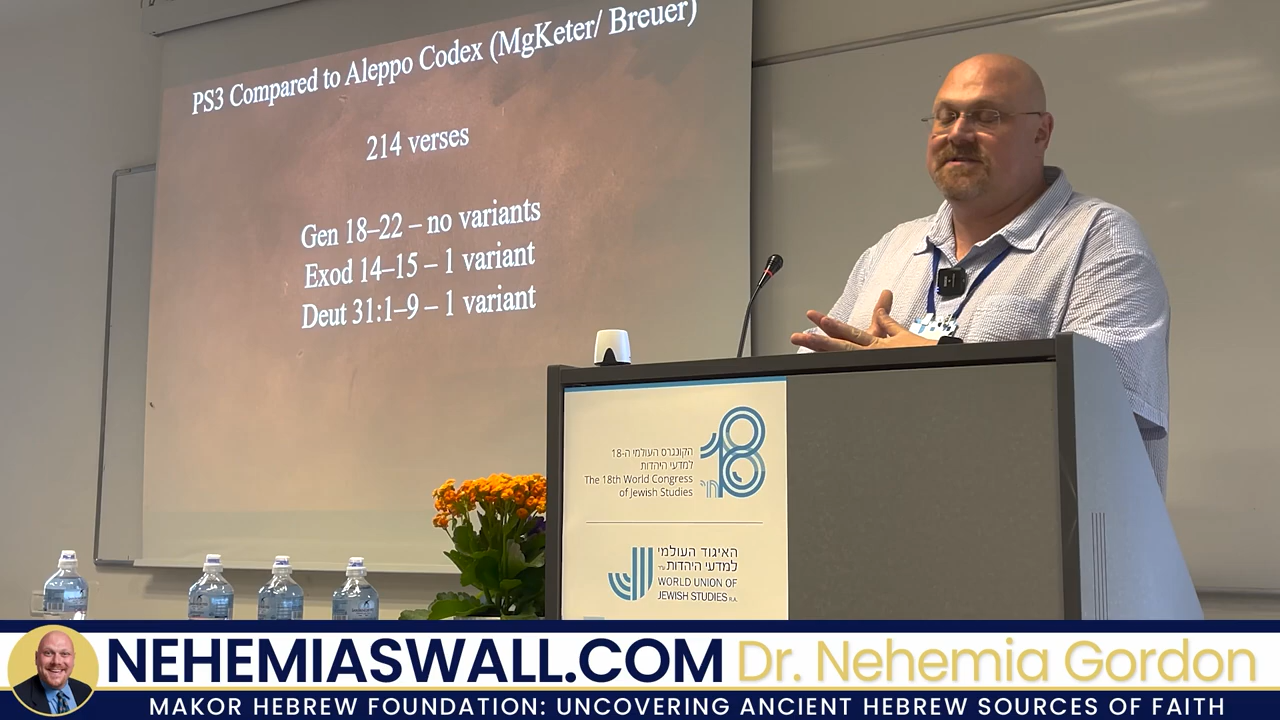 PS3 Compared to Aleppo Codex (MgKeter/ Breuer)
214 verses
Gen 18–22 – no variants
Exod 14–15 – 1 variant
Deut 31:1–9 – 1 variant
הקונגרס העולמי ה-18
למדעי היהדות
The 18th World Congress
of Jewish Studies
18
האיגוד העולמי
למדעי היהדות
WORLD UNION OF
JEWISH STUDIES R.A.
NEHEMIASWALL.COM Dr. Nehemia Gordon
MAKOR HEBREW FOUNDATION: UNCOVERING ANCIENT HEBREW SOURCES OF FAITH